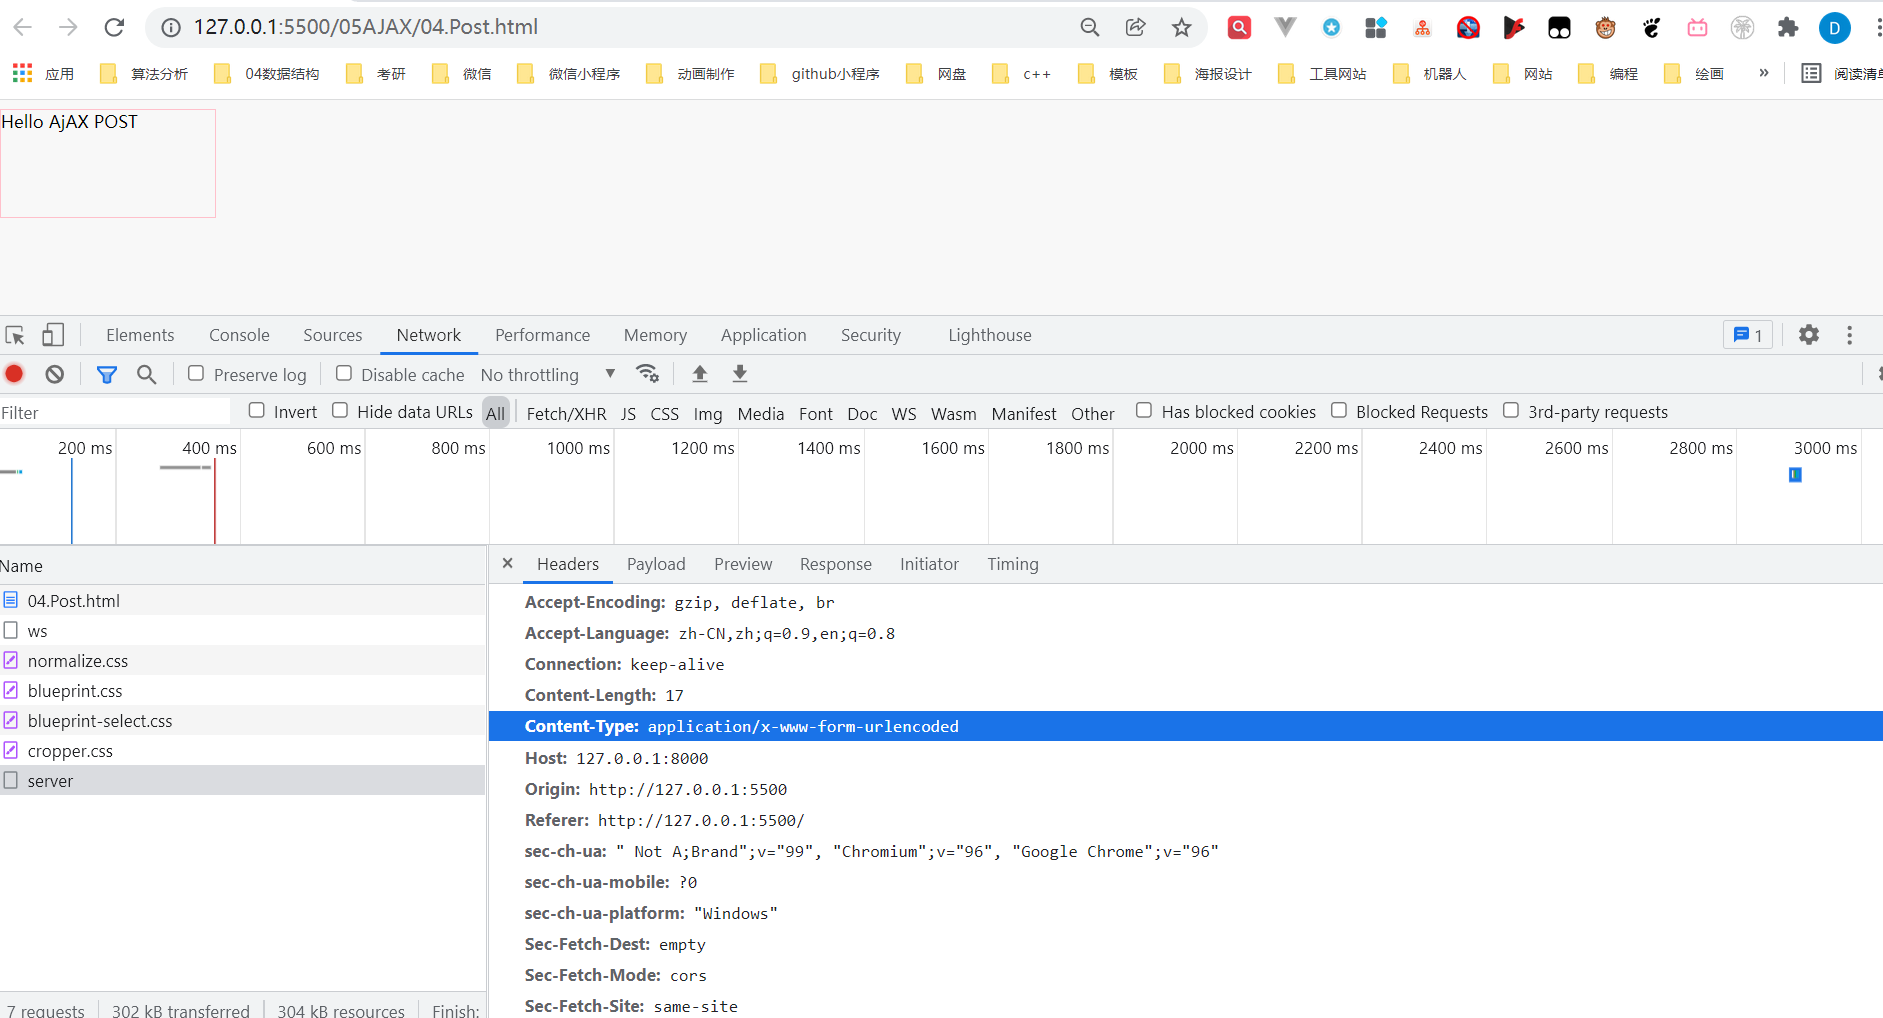 127.0.0.1:5500/05AJAX/04.Post.html
D
应用 算法分析 04数据结构 考研 微信 微信小程序 动画制作 github小程序 网盘 c++ 模板 海报设计 工具网站 机器人 网站 编程 绘画 » 阅读清单
Hello AjAX POST
Elements Console Sources Network Performance Memory Application Security Lighthouse 1
Preserve log Disable cache No throttling
Filter Invert Hide data URLs All Fetch/XHR JS CSS Img Media Font Doc WS Wasm Manifest Other Has blocked cookies Blocked Requests 3rd-party requests
200 ms 400 ms 600 ms 800 ms 1000 ms 1200 ms 1400 ms 1600 ms 1800 ms 2000 ms 2200 ms 2400 ms 2600 ms 2800 ms 3000 ms
Name
04.Post.html
ws
normalize.css
blueprint.css
blueprint-select.css
cropper.css
server
7 requests 302 kB transferred 304 kB resources Finish:
× Headers Payload Preview Response Initiator Timing
Accept-Encoding: gzip, deflate, br
Accept-Language: zh-CN,zh;q=0.9,en;q=0.8
Connection: keep-alive
Content-Length: 17
Content-Type: application/x-www-form-urlencoded
Host: 127.0.0.1:8000
Origin: http://127.0.0.1:5500
Referer: http://127.0.0.1:5500/
sec-ch-ua: " Not A;Brand";v="99", "Chromium";v="96", "Google Chrome";v="96"
sec-ch-ua-mobile: ?0
sec-ch-ua-platform: "Windows"
Sec-Fetch-Dest: empty
Sec-Fetch-Mode: cors
Sec-Fetch-Site: same-site